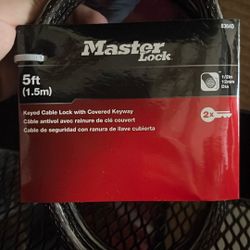 Master
Lock
5ft
(1.5m)
Keyed Cable Lock with Covered Keyway
Câble antivol avec rainure de clé couvert
Cable de seguridad con ranura de llave cubierta
2x